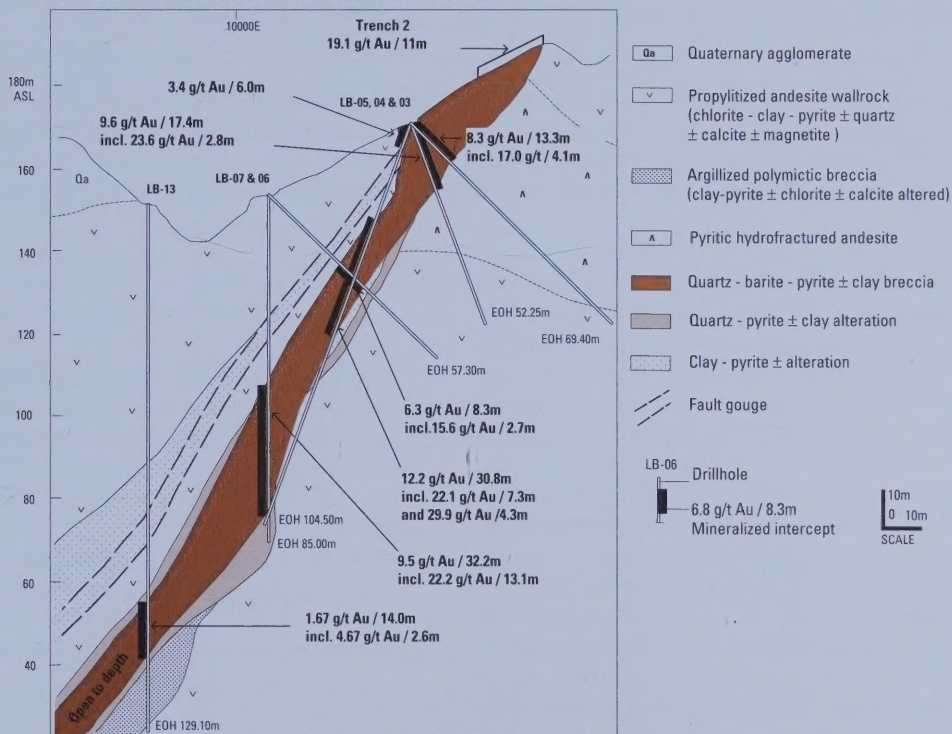 10000E
Trench 2
19.1 g/t Au / 11m
180m
ASL
3.4 g/t Au / 6.0m
LB-05, 04 & 03
9.6 g/t Au / 17.4m
incl. 23.6 g/t Au / 2.8m
8.3 g/t Au / 13.3m
incl. 17.0 g/t / 4.1m
160
Qa
LB-13
LB-07 & 06
140
EOH 52.25m
EOH 69.40m
120
EOH 57.30m
6.3 g/t Au / 8.3m
incl.15.6 g/t Au / 2.7m
100
12.2 g/t Au / 30.8m
incl. 22.1 g/t Au / 7.3m
and 29.9 g/t Au /4.3m
80
EOH 104.50m
EOH 85.00m
9.5 g/t Au / 32.2m
incl. 22.2 g/t Au / 13.1m
60
1.67 g/t Au / 14.0m
incl. 4.67 g/t Au / 2.6m
40
Open to depth
EOH 129.10m
Qa Quaternary agglomerate
v Propylitized andesite wallrock
(chlorite - clay - pyrite ± quartz
± calcite ± magnetite )
Argillized polymictic breccia
(clay-pyrite ± chlorite ± calcite altered)
ʌ Pyritic hydrofractured andesite
Quartz - barite - pyrite ± clay breccia
Quartz - pyrite ± clay alteration
Clay - pyrite ± alteration
Fault gouge
LB-06
Drillhole
6.8 g/t Au / 8.3m
Mineralized intercept
10m
0 10m
SCALE